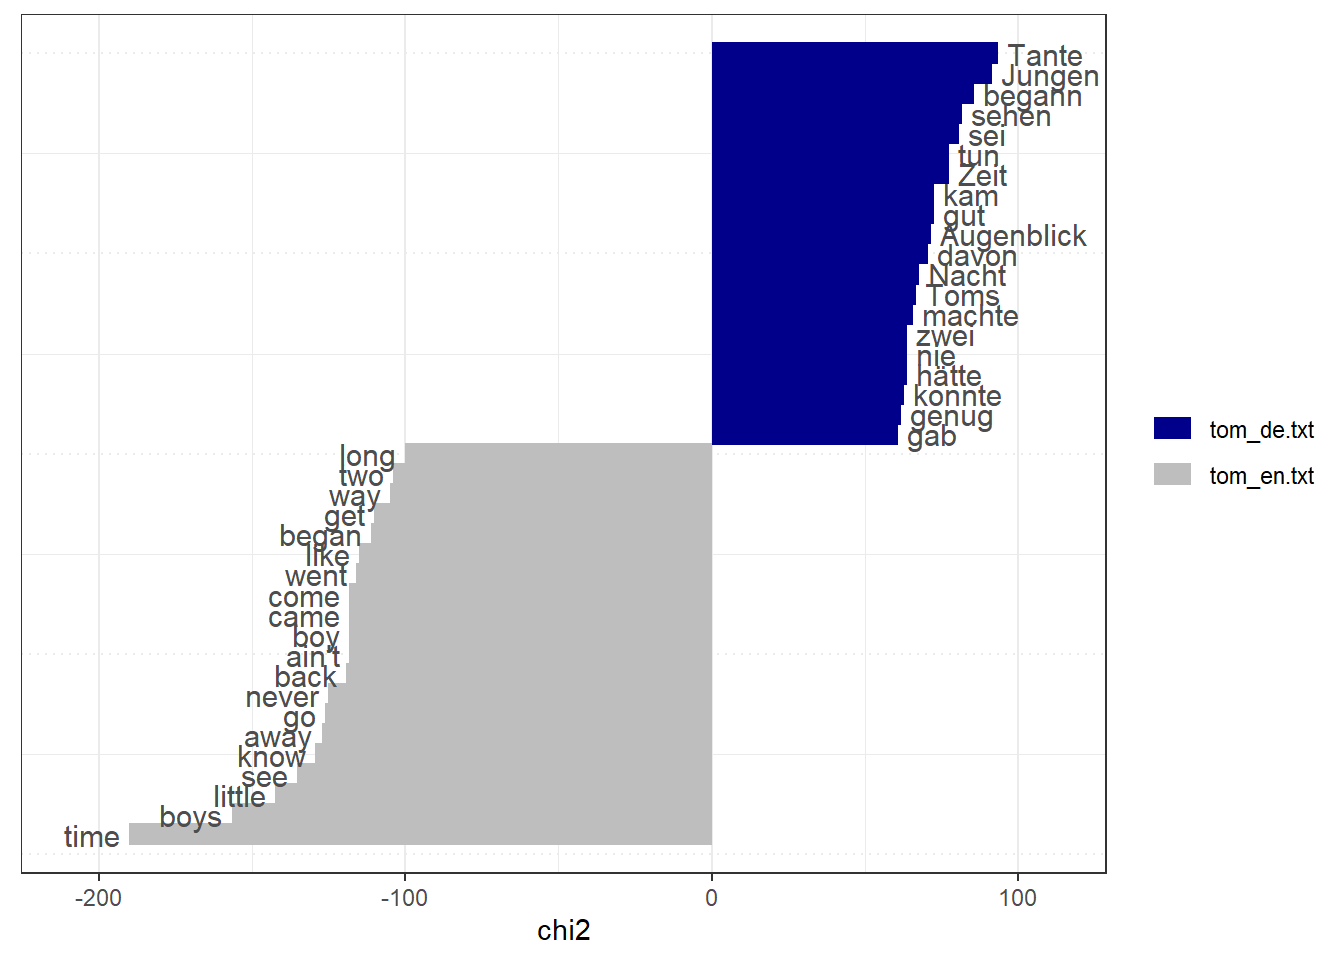 Tante
Jungen
begann
sehen
sei
tun
Zeit
kam
gut
Augenblick
davon
Nacht
Toms
machte
zwei
nie
hätte
konnte
genug
gab
long
two
way
get
began
like
went
come
came
boy
ain't
back
never
go
away
know
see
little
boys
time
-200 -100 0 100
chi2
tom_de.txt
tom_en.txt